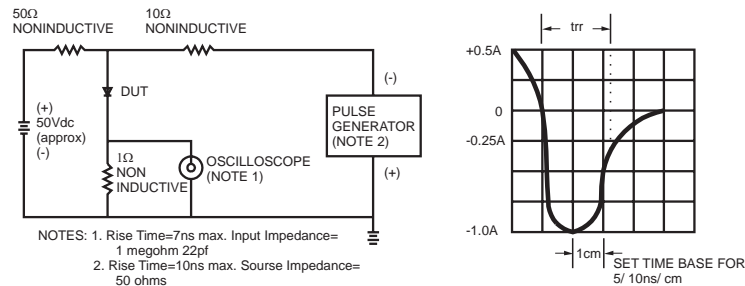 50Ω
NONINDUCTIVE
10Ω
NONINDUCTIVE
DUT
(+)
50Vdc
(approx)
(-)
1Ω
NON
INDUCTIVE
OSCILLOSCOPE
(NOTE 1)
(-)
PULSE
GENERATOR
(NOTE 2)
(+)
NOTES: 1. Rise Time=7ns max. Input Impedance=
1 megohm 22pf
2. Rise Time=10ns max. Sourse Impedance=
50 ohms
trr
+0.5A
0
-0.25A
-1.0A
1cm
SET TIME BASE FOR
5/ 10ns/ cm